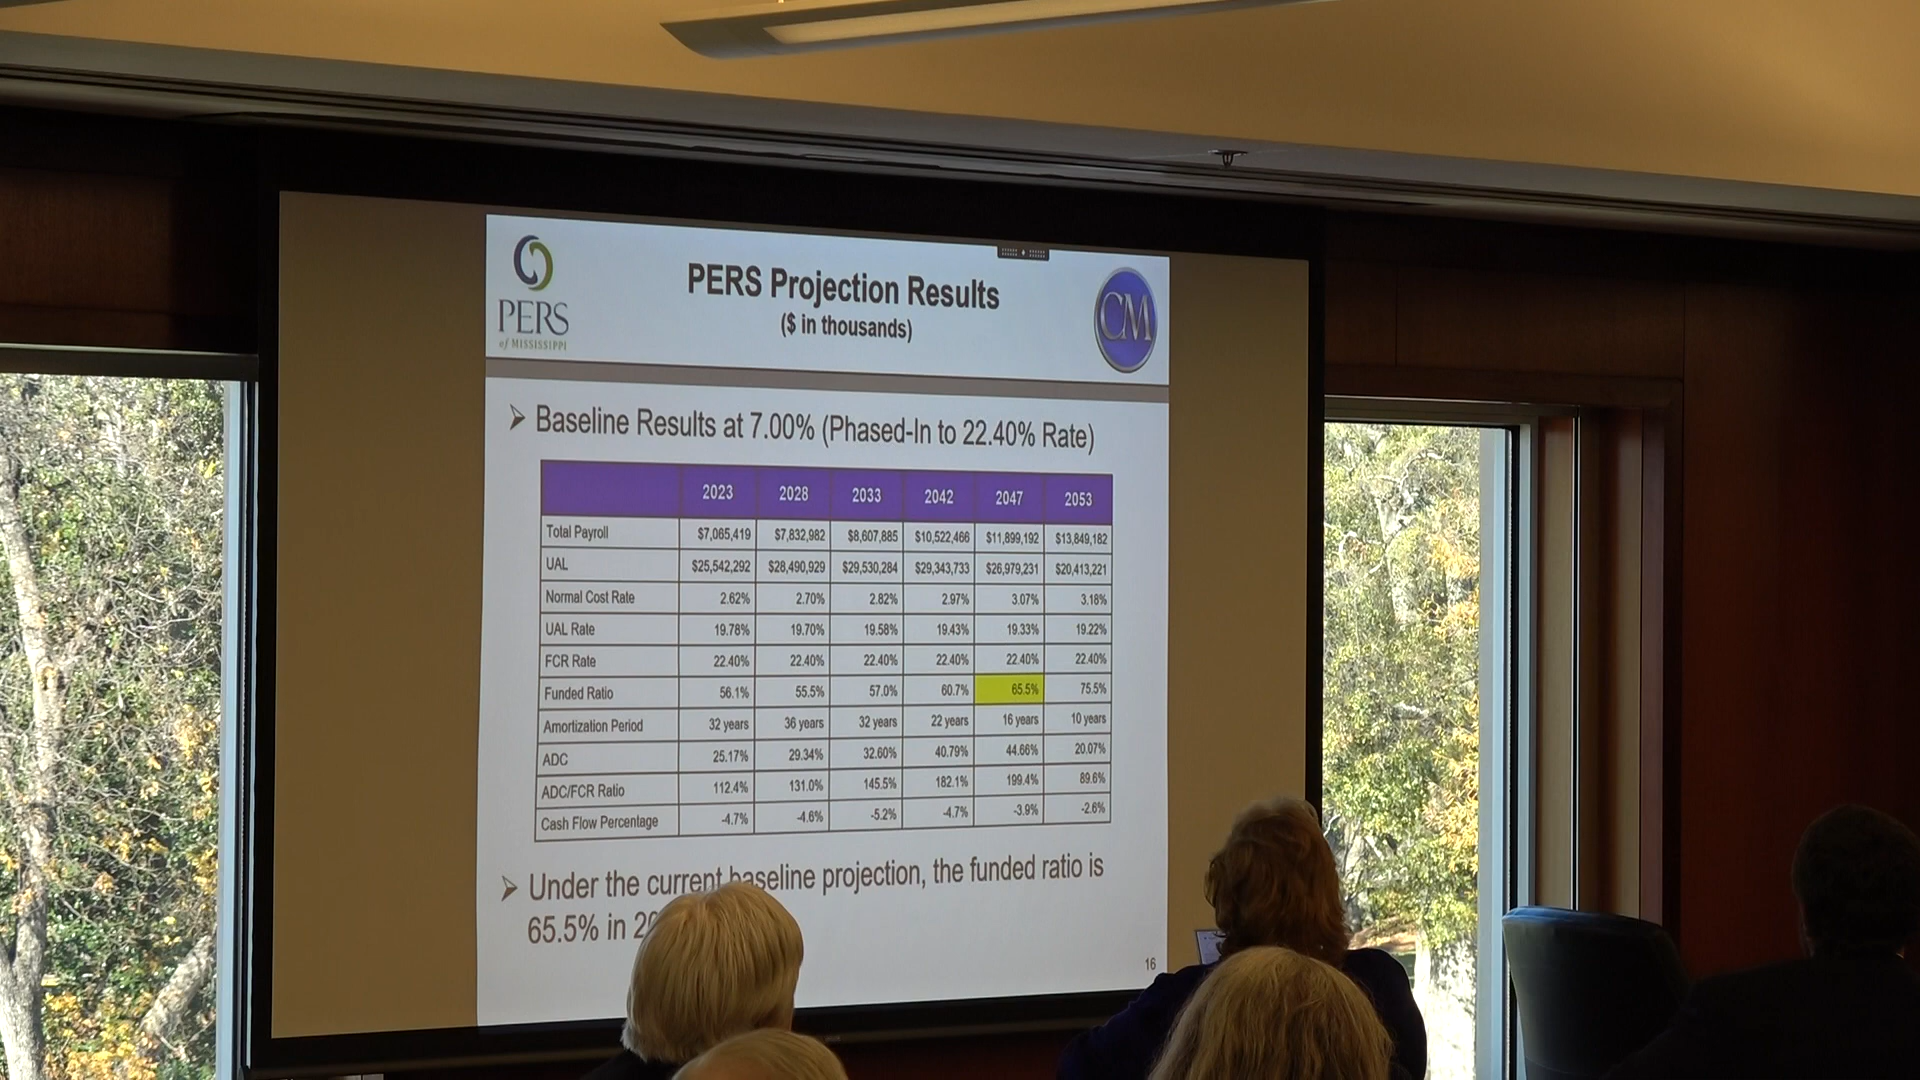 PERS
of MISSISSIPPI
PERS Projection Results
($ in thousands)
CM
➢ Baseline Results at 7.00% (Phased-In to 22.40% Rate)
2023 2028 2033 2042 2047 2053
Total Payroll $7,065,419 $7,832,982 $8,607,885 $10,522,466 $11,899,192 $13,849,182
UAL $25,542,292 $28,490,929 $29,530,284 $29,343,733 $26,979,231 $20,413,221
Normal Cost Rate 2.62% 2.70% 2.82% 2.97% 3.07% 3.18%
UAL Rate 19.78% 19.70% 19.58% 19.43% 19.33% 19.22%
FCR Rate 22.40% 22.40% 22.40% 22.40% 22.40% 22.40%
Funded Ratio 56.1% 55.5% 57.0% 60.7% 65.5% 75.5%
Amortization Period 32 years 36 years 32 years 22 years 16 years 10 years
ADC 25.17% 29.34% 32.60% 40.79% 44.66% 20.07%
ADC/FCR Ratio 112.4% 131.0% 145.5% 182.1% 199.4% 89.6%
Cash Flow Percentage -4.7% -4.6% -5.2% -4.7% -3.9% -2.6%
➢ Under the current baseline projection, the funded ratio is
65.5% in
16